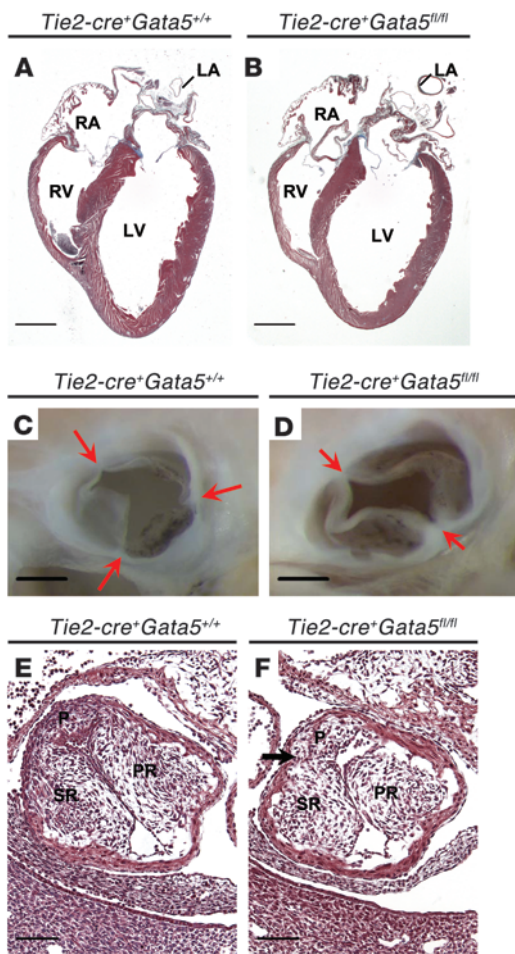 Tie2-cre⁺Gata5⁺/⁺ Tie2-cre⁺Gata5ᶠˡ/ᶠˡ
A LA B LA
RA RA
RV RV
LV LV
Tie2-cre⁺Gata5⁺/⁺ Tie2-cre⁺Gata5ᶠˡ/ᶠˡ
C D
Tie2-cre⁺Gata5⁺/⁺ Tie2-cre⁺Gata5ᶠˡ/ᶠˡ
E F
P P
PR PR
SR SR